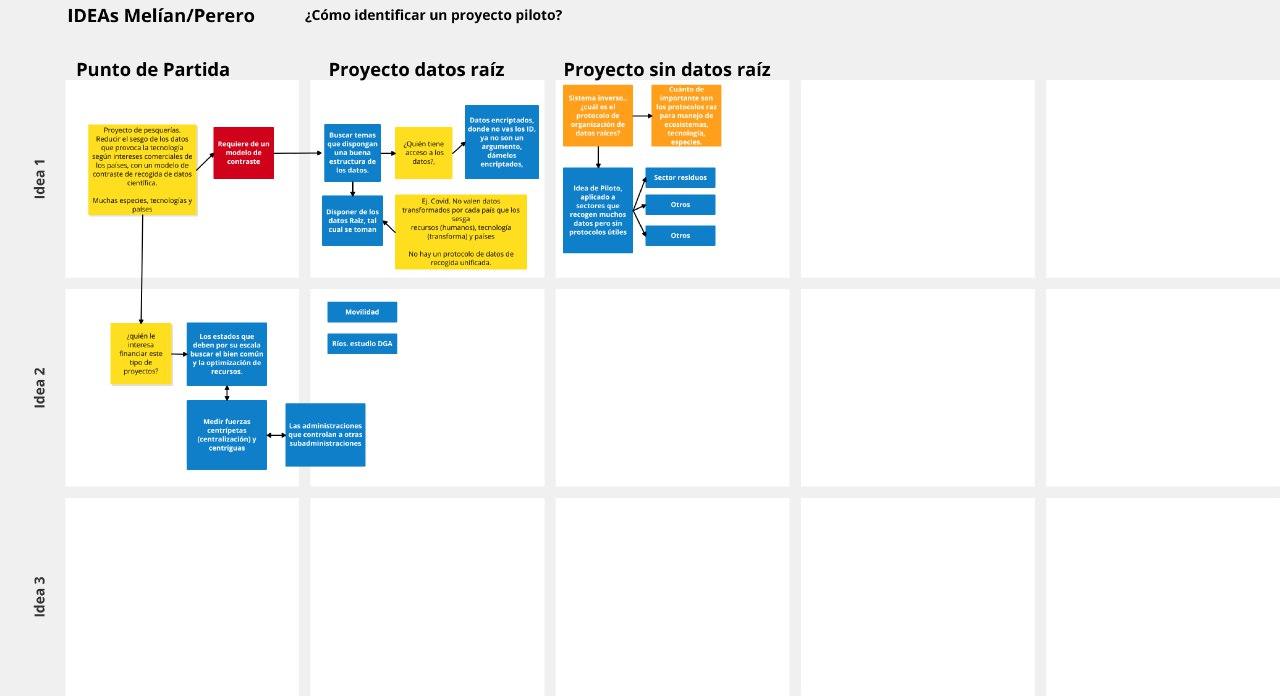 IDEAs Melían/Perero
¿Cómo identificar un proyecto piloto?
Punto de Partida
Proyecto datos raíz
Proyecto sin datos raíz
Idea 1
Proyecto de pesquerías.
Reducir el sesgo de los datos
que provoca la tecnología
según intereses comerciales de
los países, con un modelo de
contraste de recogida de datos
científica.
Muchas especies, tecnologías y
países
Requiere de un
modelo de
contraste
Buscar temas
que dispongan
una buena
estructura de
los datos.
¿Quién tiene
acceso a los
datos?,
Datos encriptados,
donde no vas los ID,
ya no son un
argumento,
dámelos
encriptados,
Disponer de los
datos Raíz, tal
cual se toman
Ej. Covid. No valen datos
transformados por cada país que los
sesga
recursos (humanos), tecnología
(transforma) y países
No hay un protocolo de datos de
recogida unificada.
Sistema inverso..
¿cuál es el
protocolo de
organización de
datos raíces?
Cuánto de
importante son
los protocolos raz
para manejo de
ecosistemas,
tecnología,
especies.
Idea de Piloto,
aplicado a
sectores que
recogen muchos
datos pero sin
protocolos útiles
Sector residuos
Otros
Otros
Idea 2
¿quién le
interesa
financiar este
tipo de
proyectos?
Los estados que
deben por su escala
buscar el bien común
y la optimización de
recursos.
Medir fuerzas
centrípetas
(centralización) y
centriguas
Las administraciones
que controlan a otras
subadministraciones
Movilidad
Ríos. estudio DGA
Idea 3